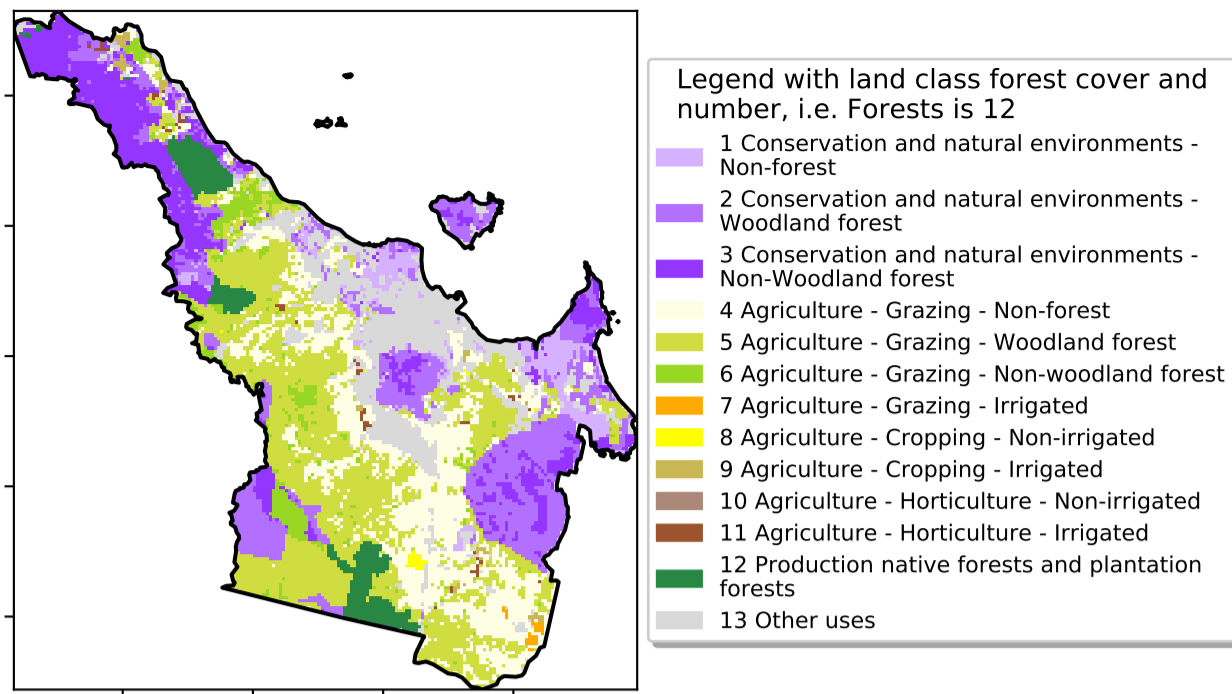 Legend with land class forest cover and
number, i.e. Forests is 12
1 Conservation and natural environments -
Non-forest
2 Conservation and natural environments -
Woodland forest
3 Conservation and natural environments -
Non-Woodland forest
4 Agriculture - Grazing - Non-forest
5 Agriculture - Grazing - Woodland forest
6 Agriculture - Grazing - Non-woodland forest
7 Agriculture - Grazing - Irrigated
8 Agriculture - Cropping - Non-irrigated
9 Agriculture - Cropping - Irrigated
10 Agriculture - Horticulture - Non-irrigated
11 Agriculture - Horticulture - Irrigated
12 Production native forests and plantation
forests
13 Other uses